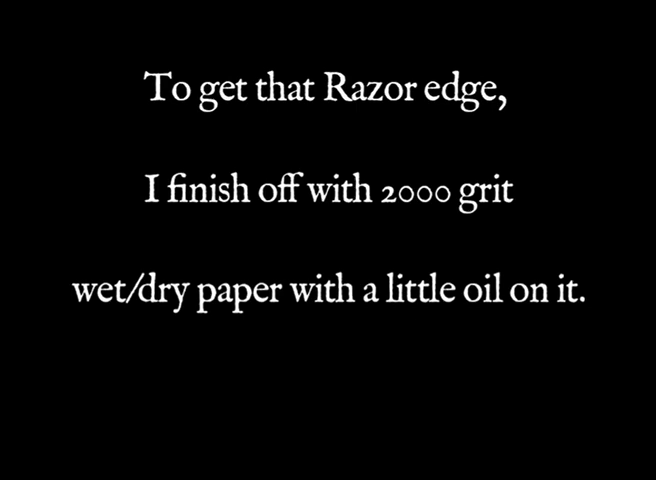 To get that Razor edge,
I finish off with 2000 grit
wet/dry paper with a little oil on it.